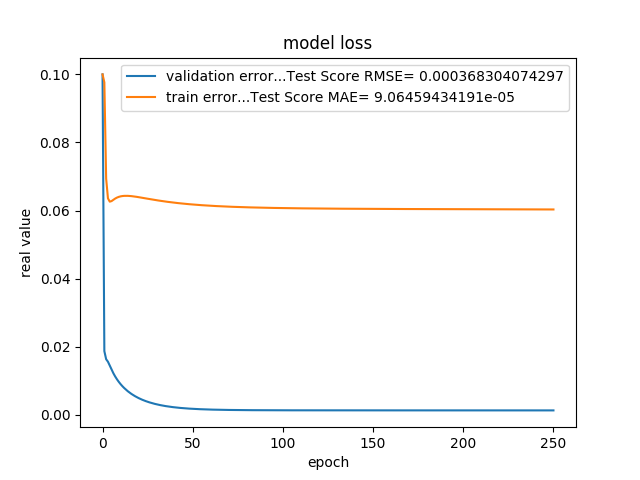 model loss
validation error...Test Score RMSE= 0.000368304074297
train error...Test Score MAE= 9.06459434191e-05
real value
0.10
0.08
0.06
0.04
0.02
0.00
0 50 100 150 200 250
epoch